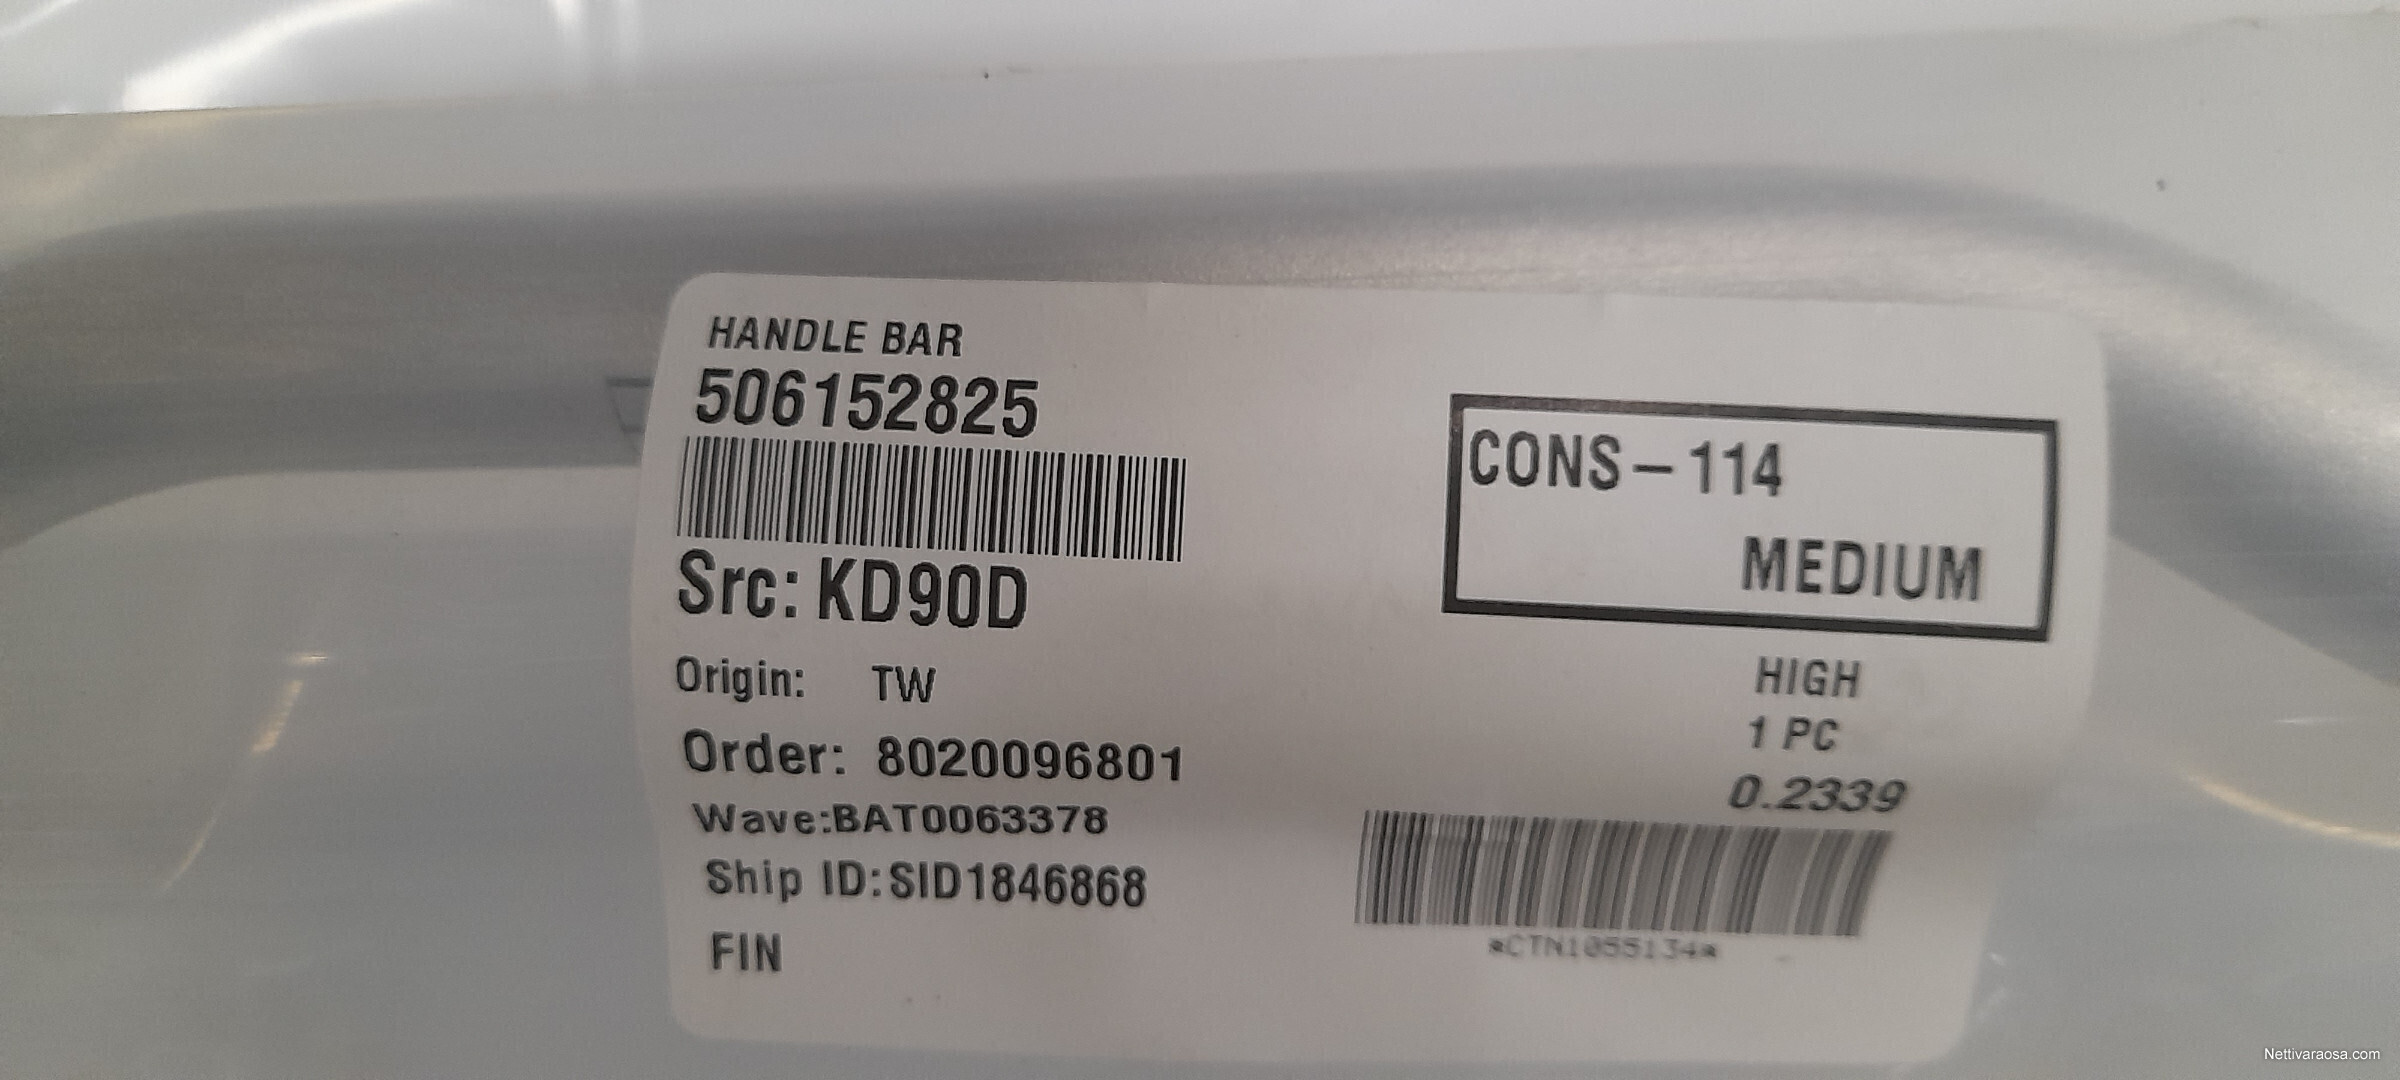 HANDLE BAR
506152825
Src: KD90D
Origin: TW
Order: 8020096801
Wave:BAT0063378
Ship ID:SID1846868
FIN
CONS-114
MEDIUM
HIGH
1 PC
0.2339
*CTN1055134*
Nettivaraosa.com